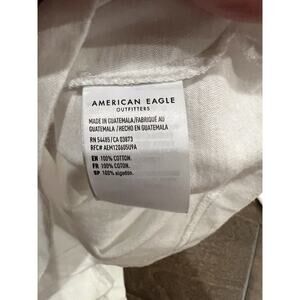 AMERICAN EAGLE
OUTFITTERS
MADE IN GUATEMALA/FABRIQUÉ AU
GUATEMALA / HECHO EN GUATEMALA
RN 54485/CA 03873
RFC# AEM120605U9A
EN 100% COTTON.
FR 100% COTON.
SP 100% algodón.